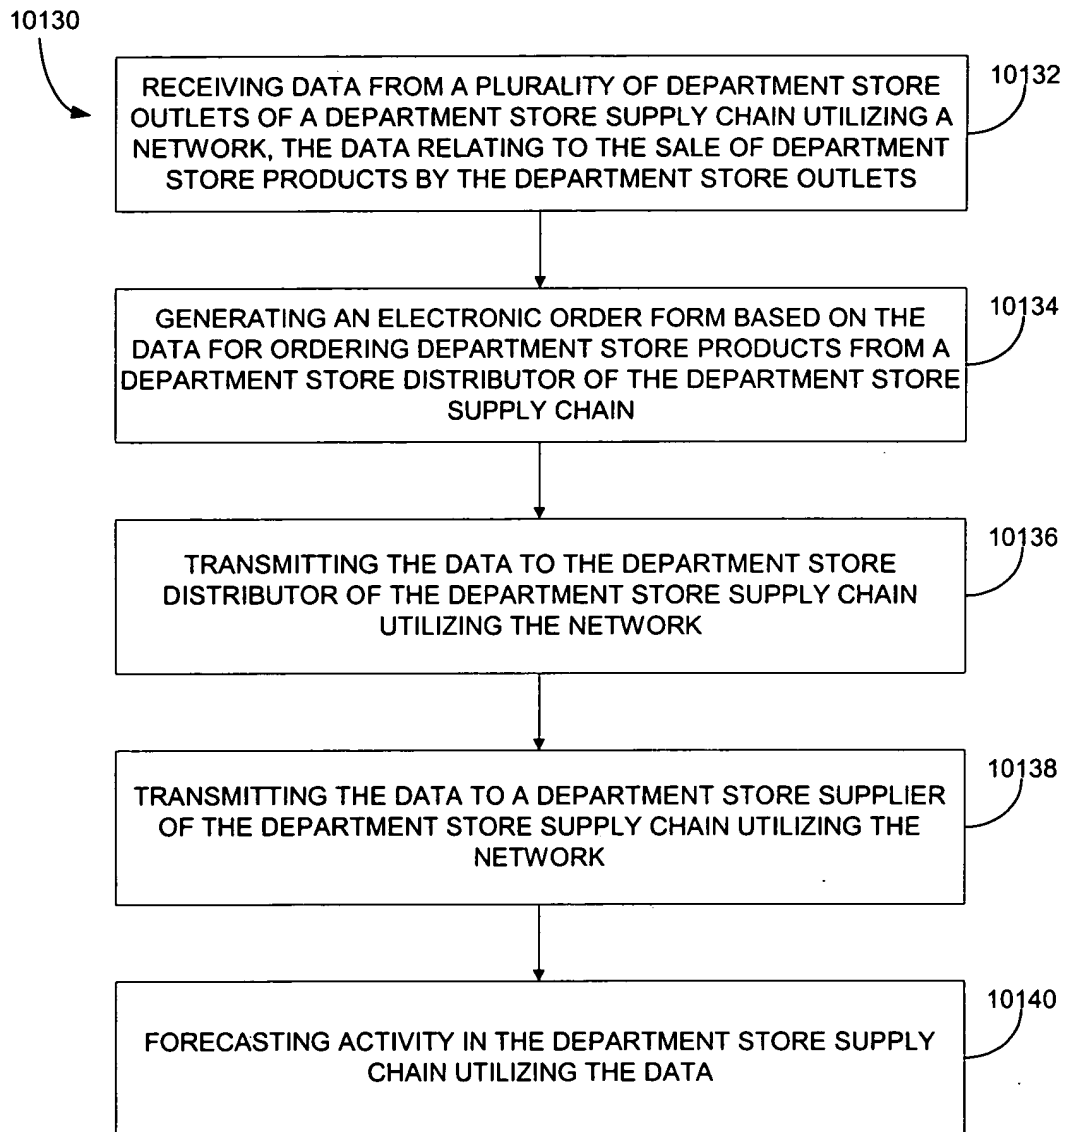 10130
10132
RECEIVING DATA FROM A PLURALITY OF DEPARTMENT STORE
OUTLETS OF A DEPARTMENT STORE SUPPLY CHAIN UTILIZING A
NETWORK, THE DATA RELATING TO THE SALE OF DEPARTMENT
STORE PRODUCTS BY THE DEPARTMENT STORE OUTLETS
10134
GENERATING AN ELECTRONIC ORDER FORM BASED ON THE
DATA FOR ORDERING DEPARTMENT STORE PRODUCTS FROM A
DEPARTMENT STORE DISTRIBUTOR OF THE DEPARTMENT STORE
SUPPLY CHAIN
10136
TRANSMITTING THE DATA TO THE DEPARTMENT STORE
DISTRIBUTOR OF THE DEPARTMENT STORE SUPPLY CHAIN
UTILIZING THE NETWORK
10138
TRANSMITTING THE DATA TO A DEPARTMENT STORE SUPPLIER
OF THE DEPARTMENT STORE SUPPLY CHAIN UTILIZING THE
NETWORK
10140
FORECASTING ACTIVITY IN THE DEPARTMENT STORE SUPPLY
CHAIN UTILIZING THE DATA